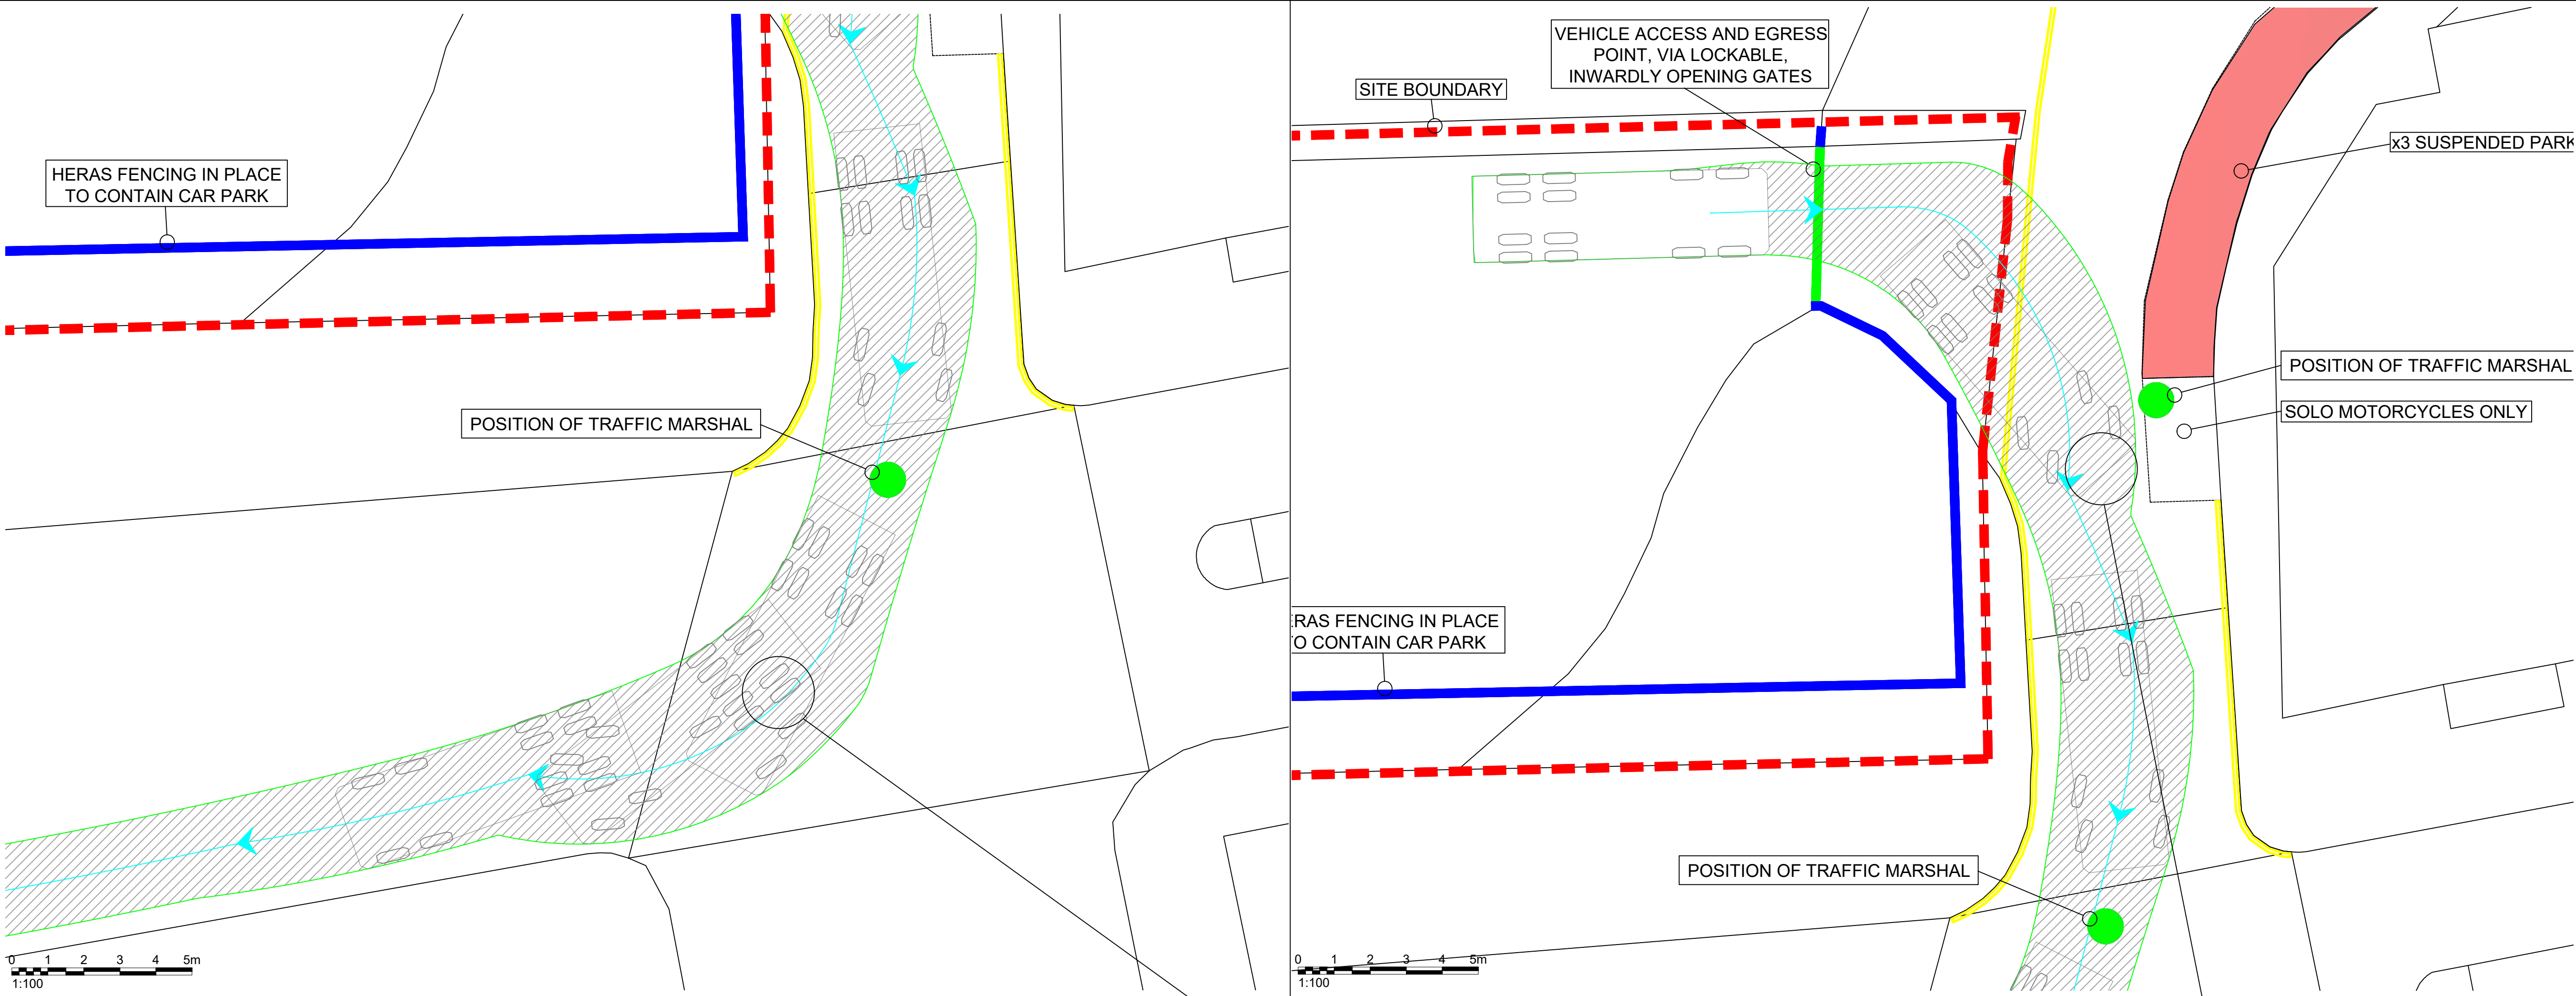 HERAS FENCING IN PLACE
TO CONTAIN CAR PARK
POSITION OF TRAFFIC MARSHAL
0 1 2 3 4 5m
1:100
VEHICLE ACCESS AND EGRESS
POINT, VIA LOCKABLE,
INWARDLY OPENING GATES
SITE BOUNDARY
x3 SUSPENDED PARK
POSITION OF TRAFFIC MARSHAL
SOLO MOTORCYCLES ONLY
ERAS FENCING IN PLACE
O CONTAIN CAR PARK
POSITION OF TRAFFIC MARSHAL
0 1 2 3 4 5m
1:100